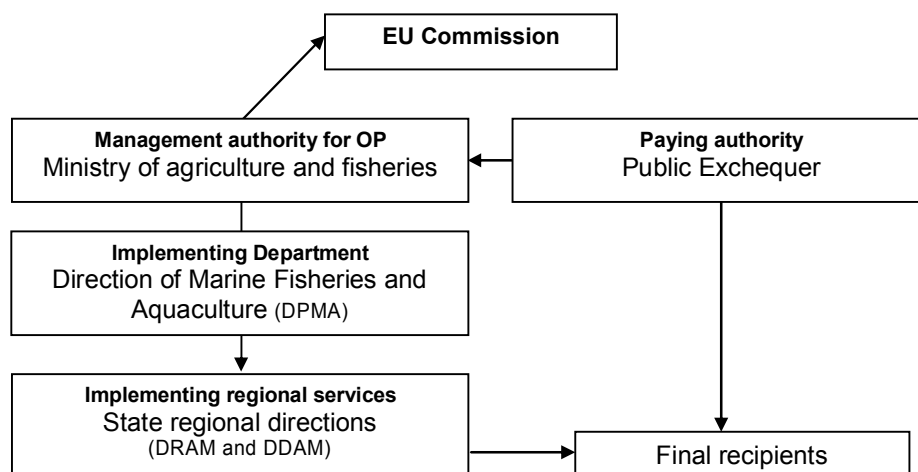 EU Commission
Management authority for OP
Ministry of agriculture and fisheries
Paying authority
Public Exchequer
Implementing Department
Direction of Marine Fisheries and
Aquaculture (DPMA)
Implementing regional services
State regional directions
(DRAM and DDAM)
Final recipients